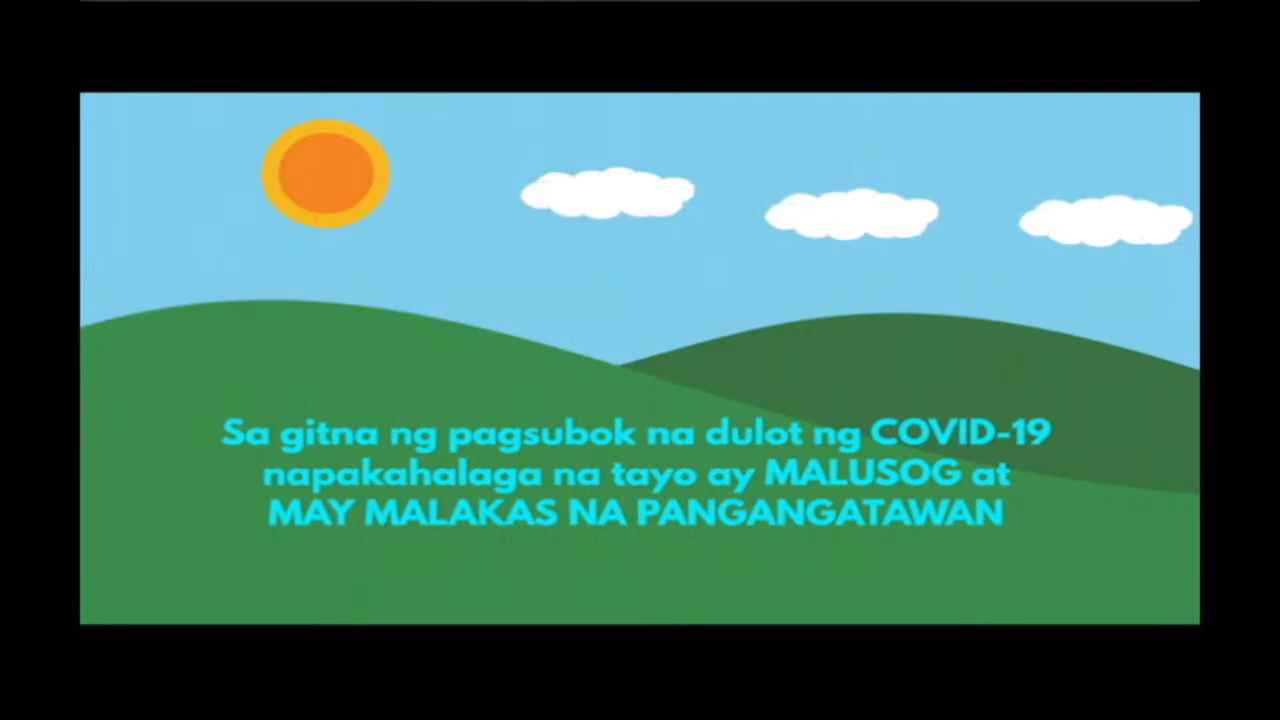 Sa gitna ng pagsubok na dulot ng COVID-19
napakahalaga na tayo ay MALUSOG at
MAY MALAKAS NA PANGANGATAWAN